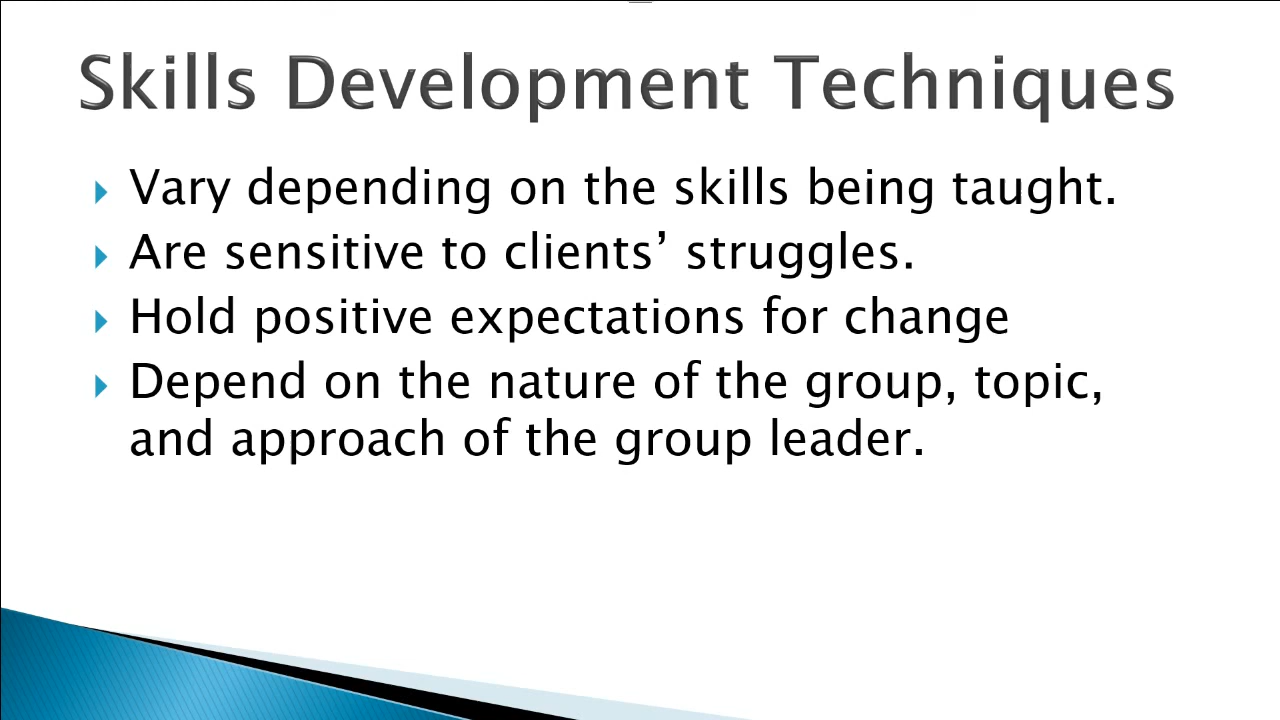 Skills Development Techniques
Vary depending on the skills being taught.
Are sensitive to clients’ struggles.
Hold positive expectations for change
Depend on the nature of the group, topic,
and approach of the group leader.